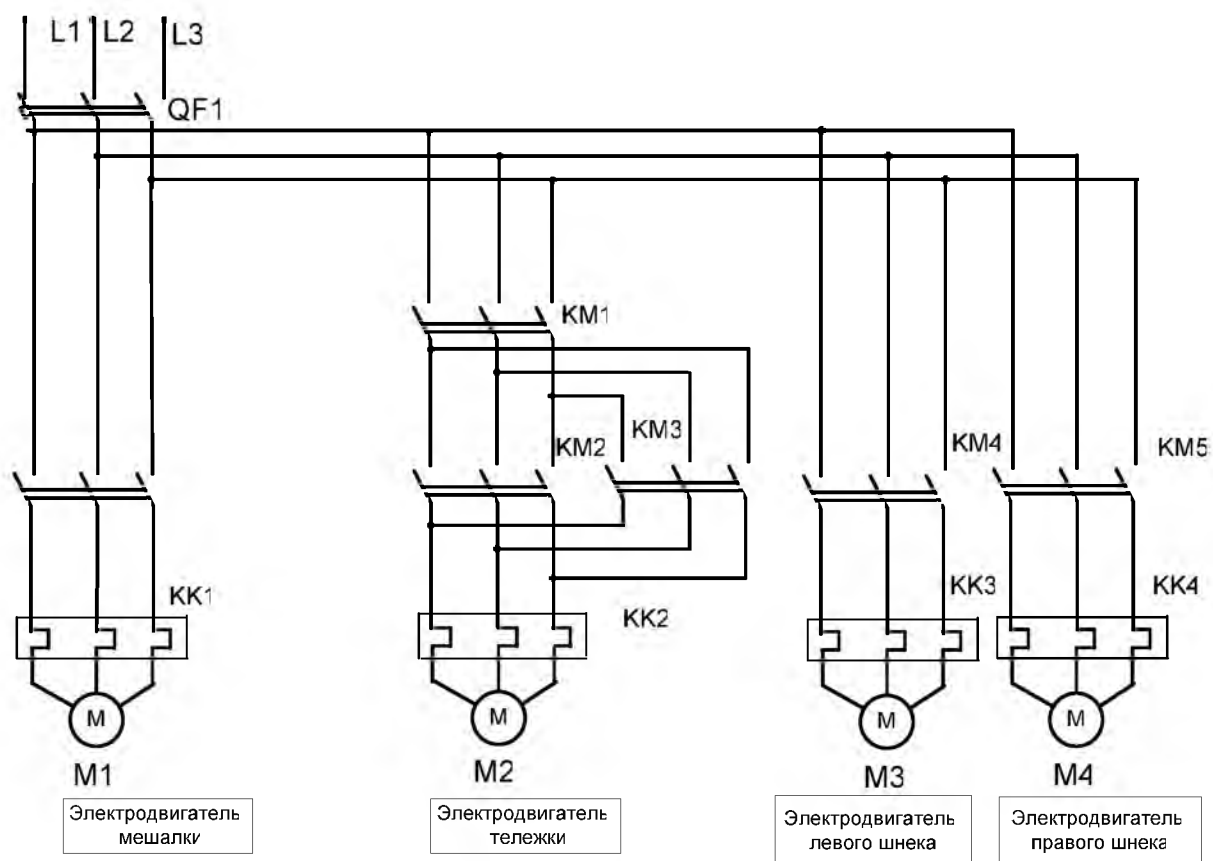 L1 L2 L3
QF1
KM1
KM2 KM3 KM4 KM5
KK1 KK2 KK3 KK4
M M M M
M1 M2 M3 M4
Электродвигатель
мешалки
Электродвигатель
тележки
Электродвигатель
левого шнека
Электродвигатель
правого шнека